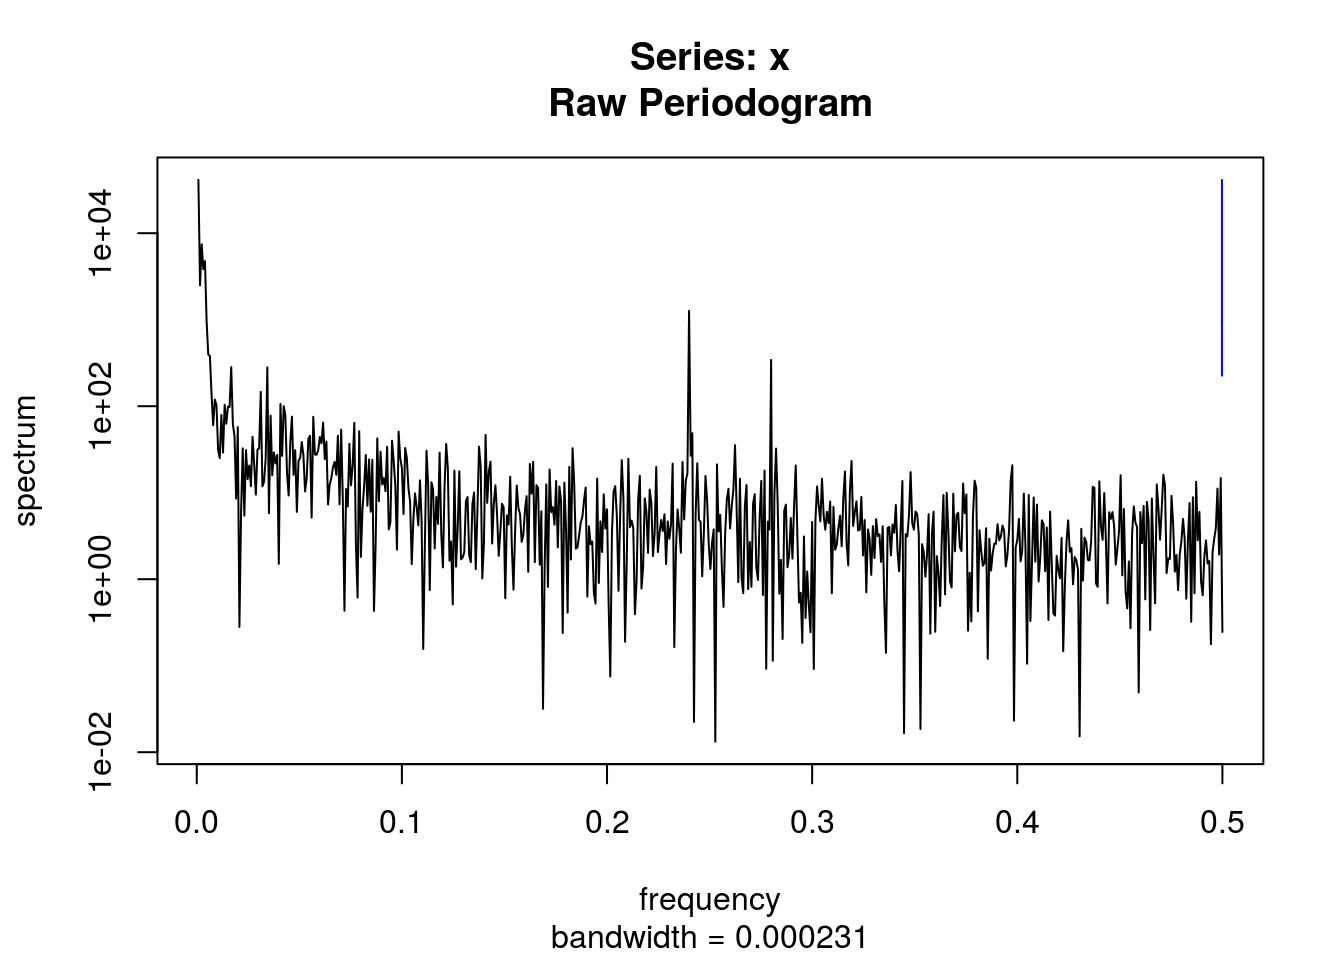 Series: x
Raw Periodogram
spectrum
1e+04
1e+02
1e+00
1e-02
0.0 0.1 0.2 0.3 0.4 0.5
frequency
bandwidth = 0.000231